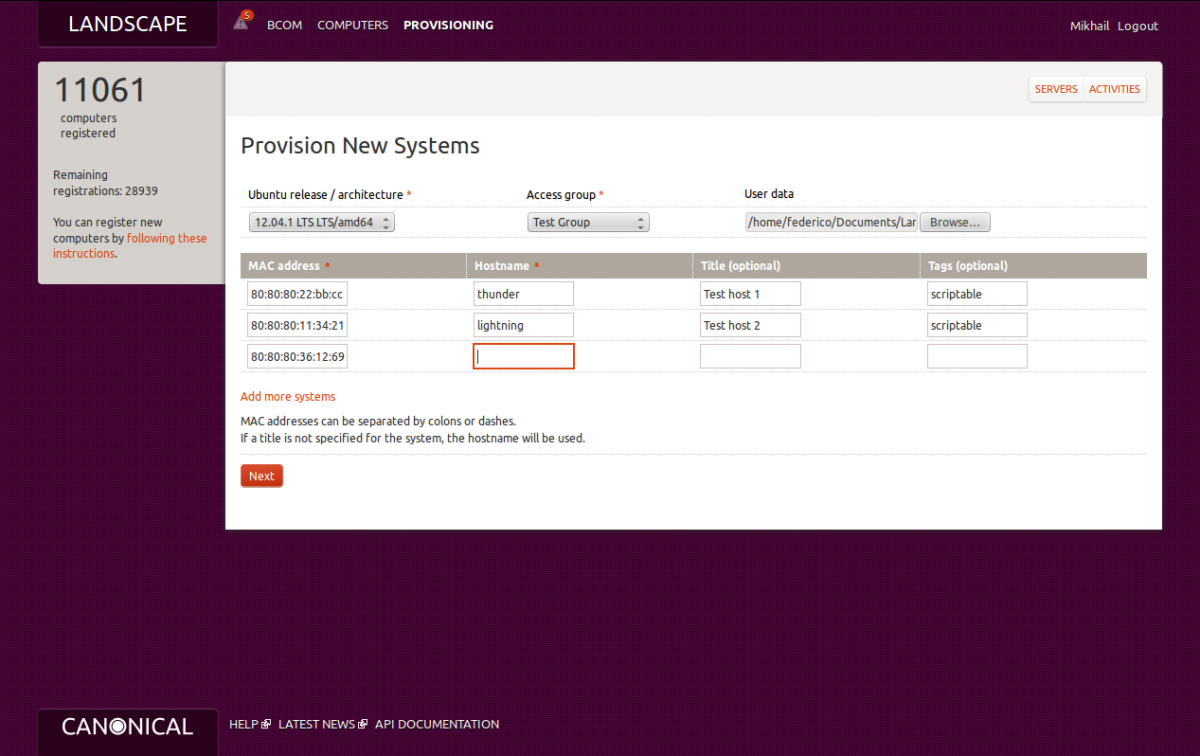 LANDSCAPE
5
BCOM COMPUTERS PROVISIONING
Mikhail Logout
11061
computers
registered
Remaining
registrations: 28939
You can register new
computers by following these
instructions.
SERVERS ACTIVITIES
Provision New Systems
Ubuntu release / architecture * Access group * User data
12.04.1 LTS LTS/amd64 Test Group /home/federico/Documents/Lar Browse...
MAC address * Hostname * Title (optional) Tags (optional)
80:80:80:22:bb:cc thunder Test host 1 scriptable
80:80:80:11:34:21 lightning Test host 2 scriptable
80:80:80:36:12:69
Add more systems
MAC addresses can be separated by colons or dashes.
If a title is not specified for the system, the hostname will be used.
Next
CANONICAL
HELP LATEST NEWS API DOCUMENTATION